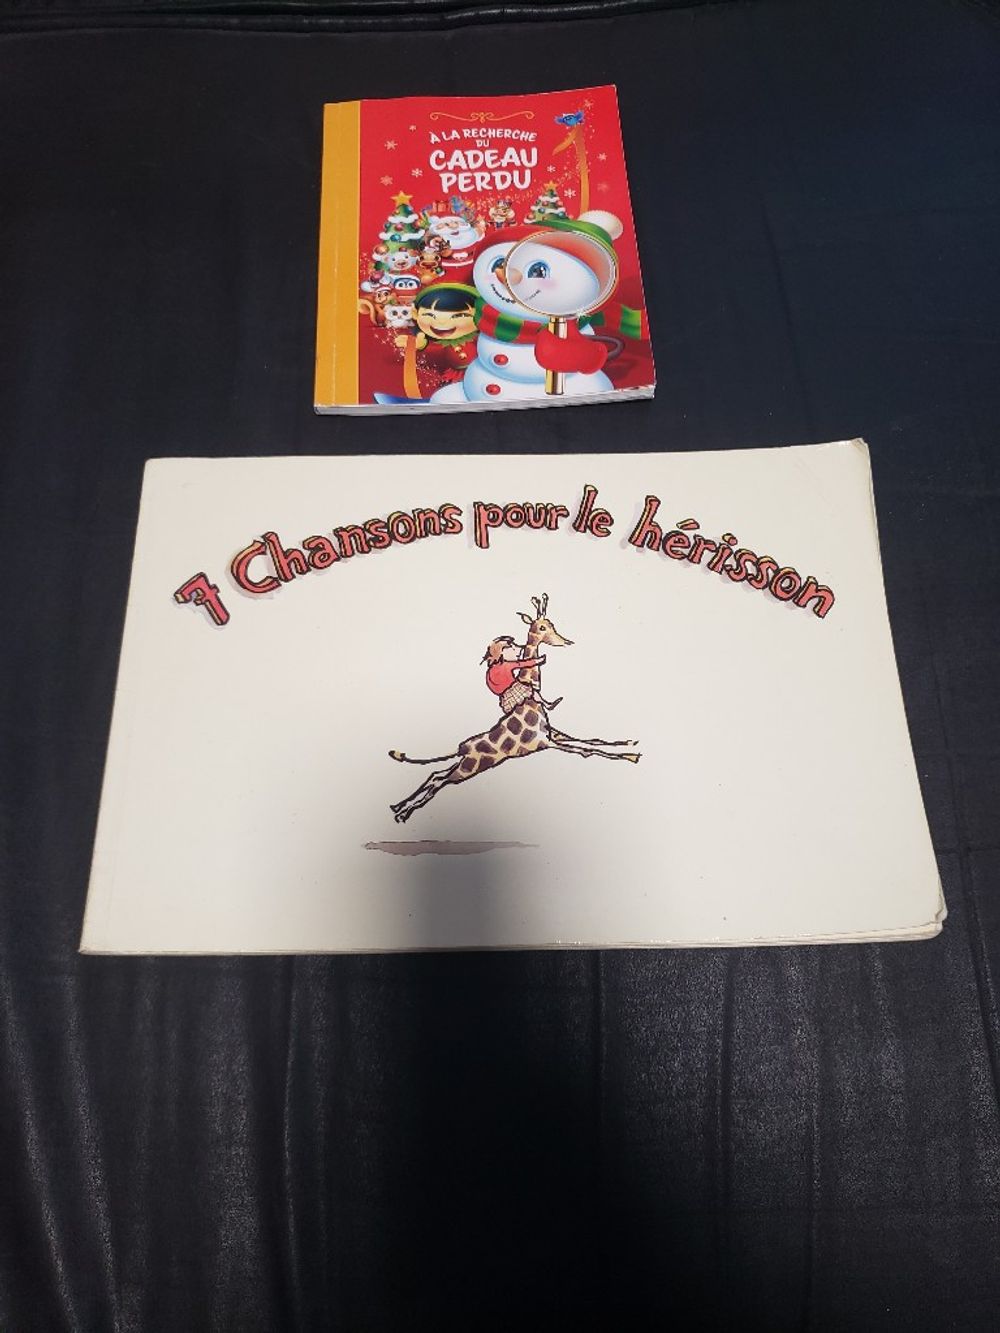 À LA RECHERCHE
DU
CADEAU
PERDU
7 Chansons pour le hérisson